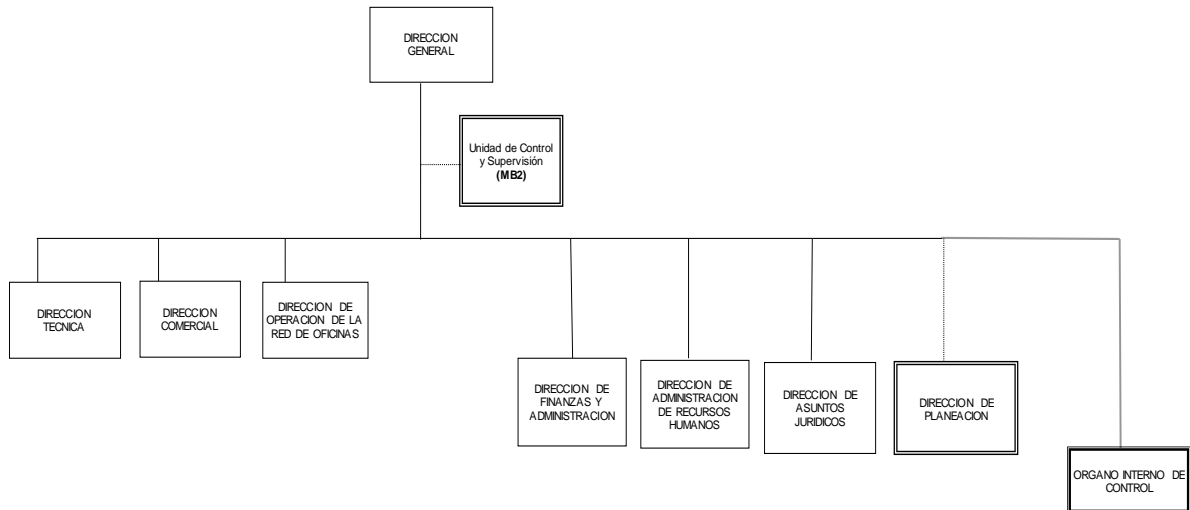 DIRECCION
GENERAL
Unidad de Control
y Supervisión
(MB2)
DIRECCION
TECNICA
DIRECCION
COMERCIAL
DIRECCION DE
OPERACION DE LA
RED DE OFICINAS
DIRECCION DE
FINANZAS Y
ADMINISTRACION
DIRECCION DE
ADMINISTRACION
DE RECURSOS
HUMANOS
DIRECCION DE
ASUNTOS
JURIDICOS
DIRECCION DE
PLANEACION
ORGANO INTERNO DE
CONTROL